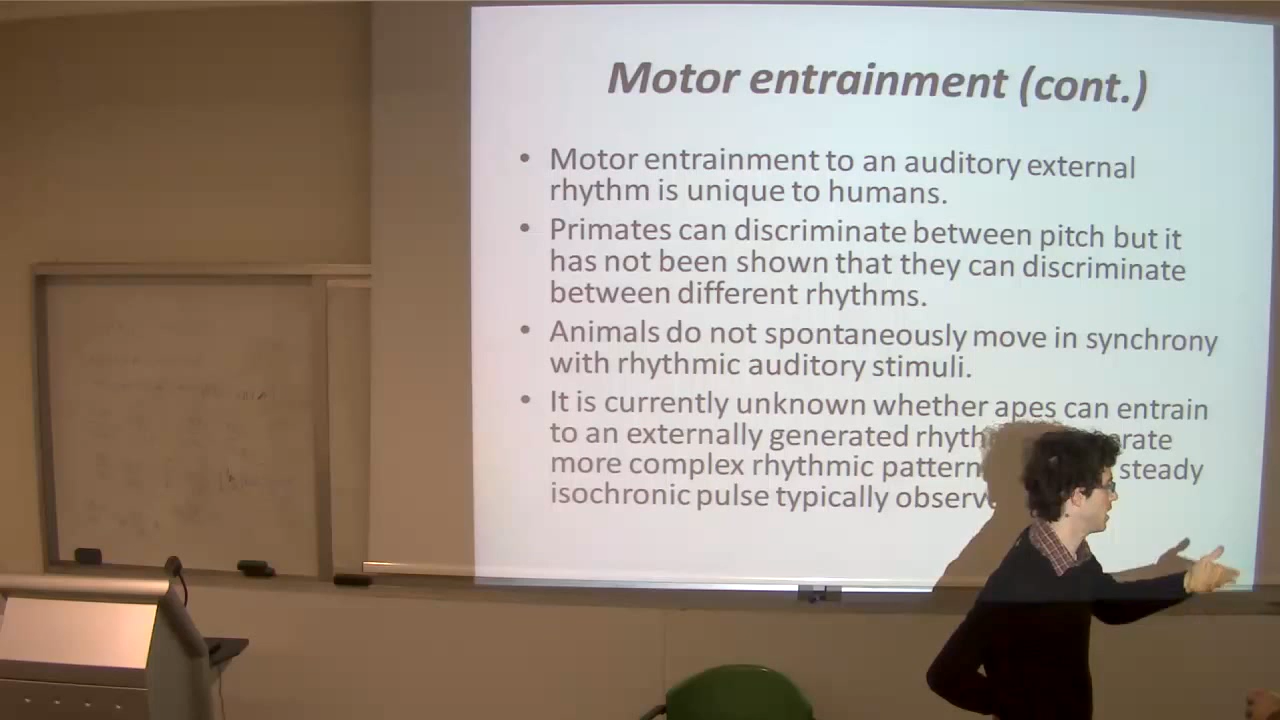 Motor entrainment (cont.)
• Motor entrainment to an auditory external
rhythm is unique to humans.
• Primates can discriminate between pitch but it
has not been shown that they can discriminate
between different rhythms.
• Animals do not spontaneously move in synchrony
with rhythmic auditory stimuli.
• It is currently unknown whether apes can entrain
to an externally generated
more complex rhythmic steady
isochronic pulse typically